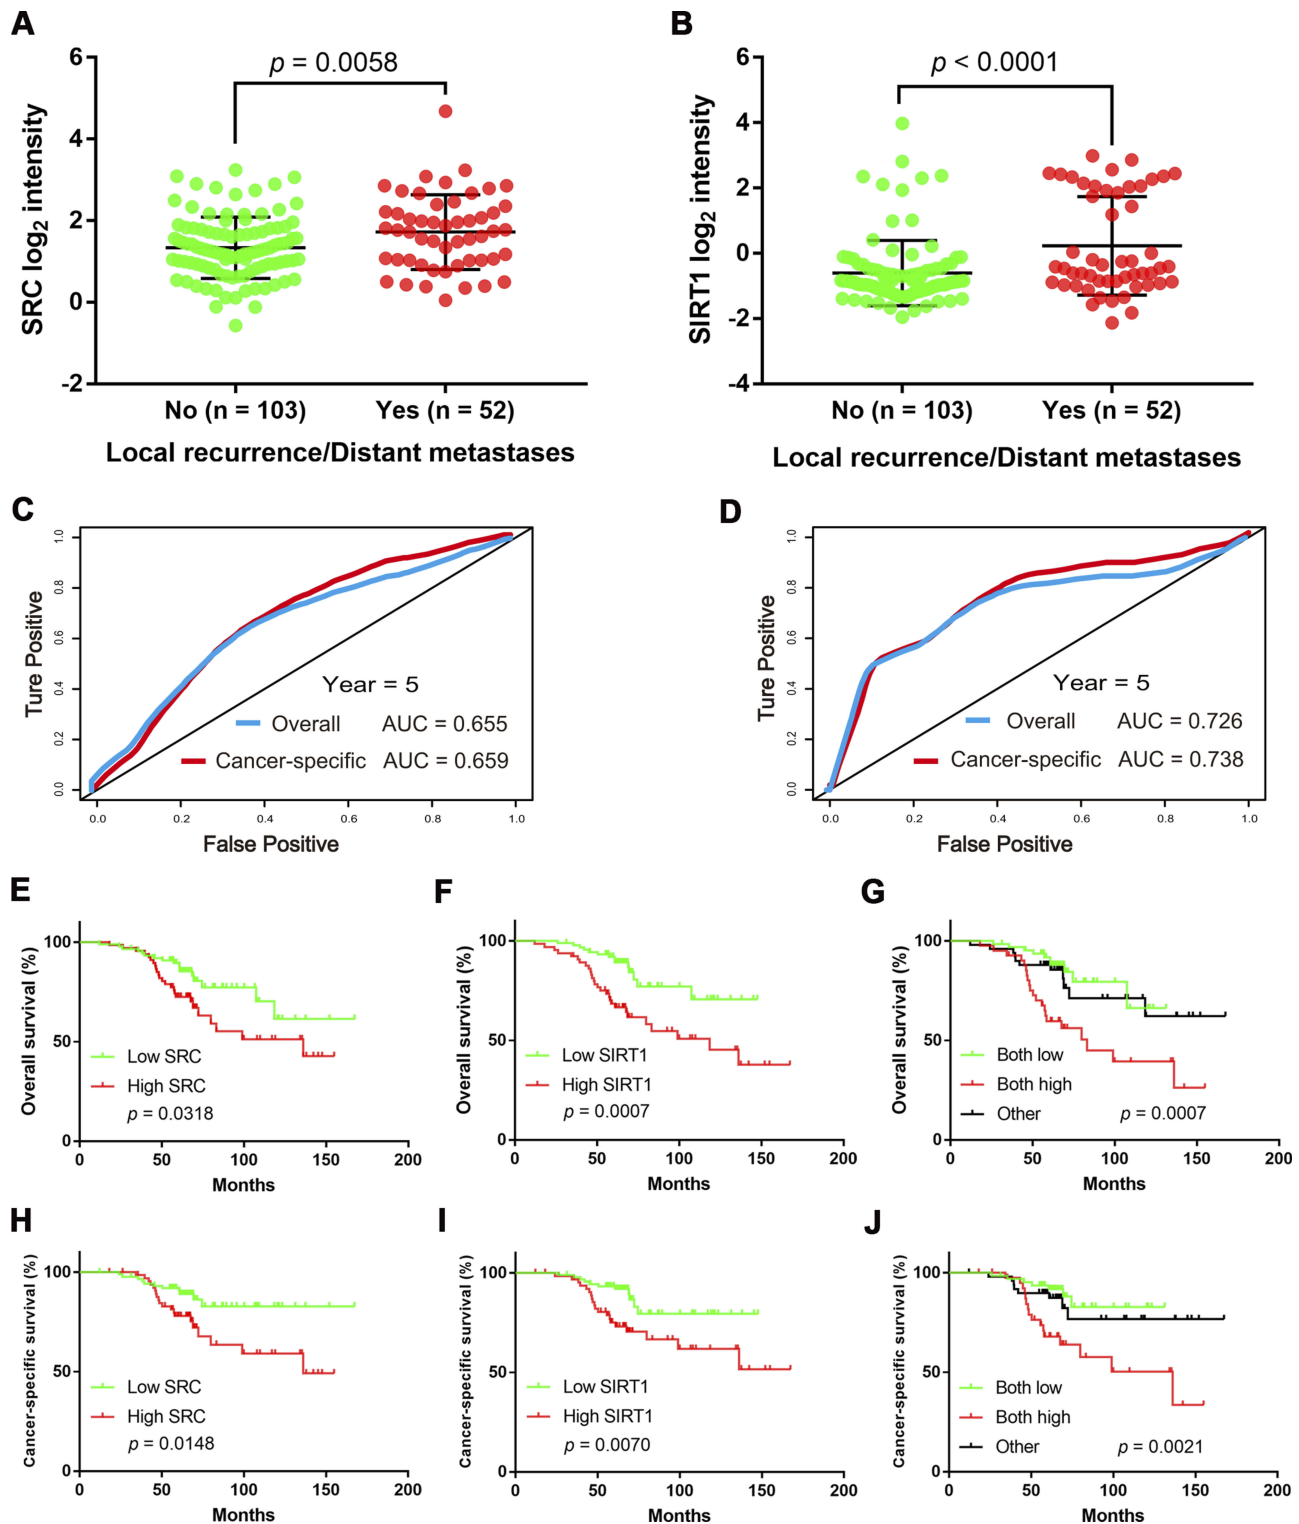 A
SRC log2 intensity
6
4
2
0
-2
p = 0.0058
No (n = 103)
Yes (n = 52)
Local recurrence/Distant metastases
B
SIRT1 log2 intensity
6
4
2
0
-2
-4
p < 0.0001
No (n = 103)
Yes (n = 52)
Local recurrence/Distant metastases
C
Ture Positive
1.0
0.8
0.6
0.4
0.2
0.0
Year = 5
Overall AUC = 0.655
Cancer-specific AUC = 0.659
0.0 0.2 0.4 0.6 0.8 1.0
False Positive
D
Ture Positive
1.0
0.8
0.6
0.4
0.2
0.0
Year = 5
Overall AUC = 0.726
Cancer-specific AUC = 0.738
0.0 0.2 0.4 0.6 0.8 1.0
False Positive
E
Overall survival (%)
100
50
0
Low SRC
High SRC
p = 0.0318
0 50 100 150 200
Months
F
Overall survival (%)
100
50
0
Low SIRT1
High SIRT1
p = 0.0007
0 50 100 150 200
Months
G
Overall survival (%)
100
50
0
Both low
Both high
Other
p = 0.0007
0 50 100 150 200
Months
H
Cancer-specific survival (%)
100
50
0
Low SRC
High SRC
p = 0.0148
0 50 100 150 200
Months
I
Cancer-specific survival (%)
100
50
0
Low SIRT1
High SIRT1
p = 0.0070
0 50 100 150 200
Months
J
Cancer-specific survival (%)
100
50
0
Both low
Both high
Other
p = 0.0021
0 50 100 150 200
Months